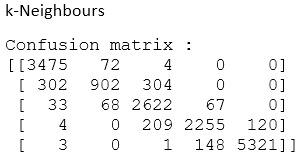 k-Neighbours
Confusion matrix :
[[3475 72 4 0 0]
[ 302 902 304 0 0]
[ 33 68 2622 67 0]
[ 4 0 209 2255 120]
[ 3 0 1 148 5321]]